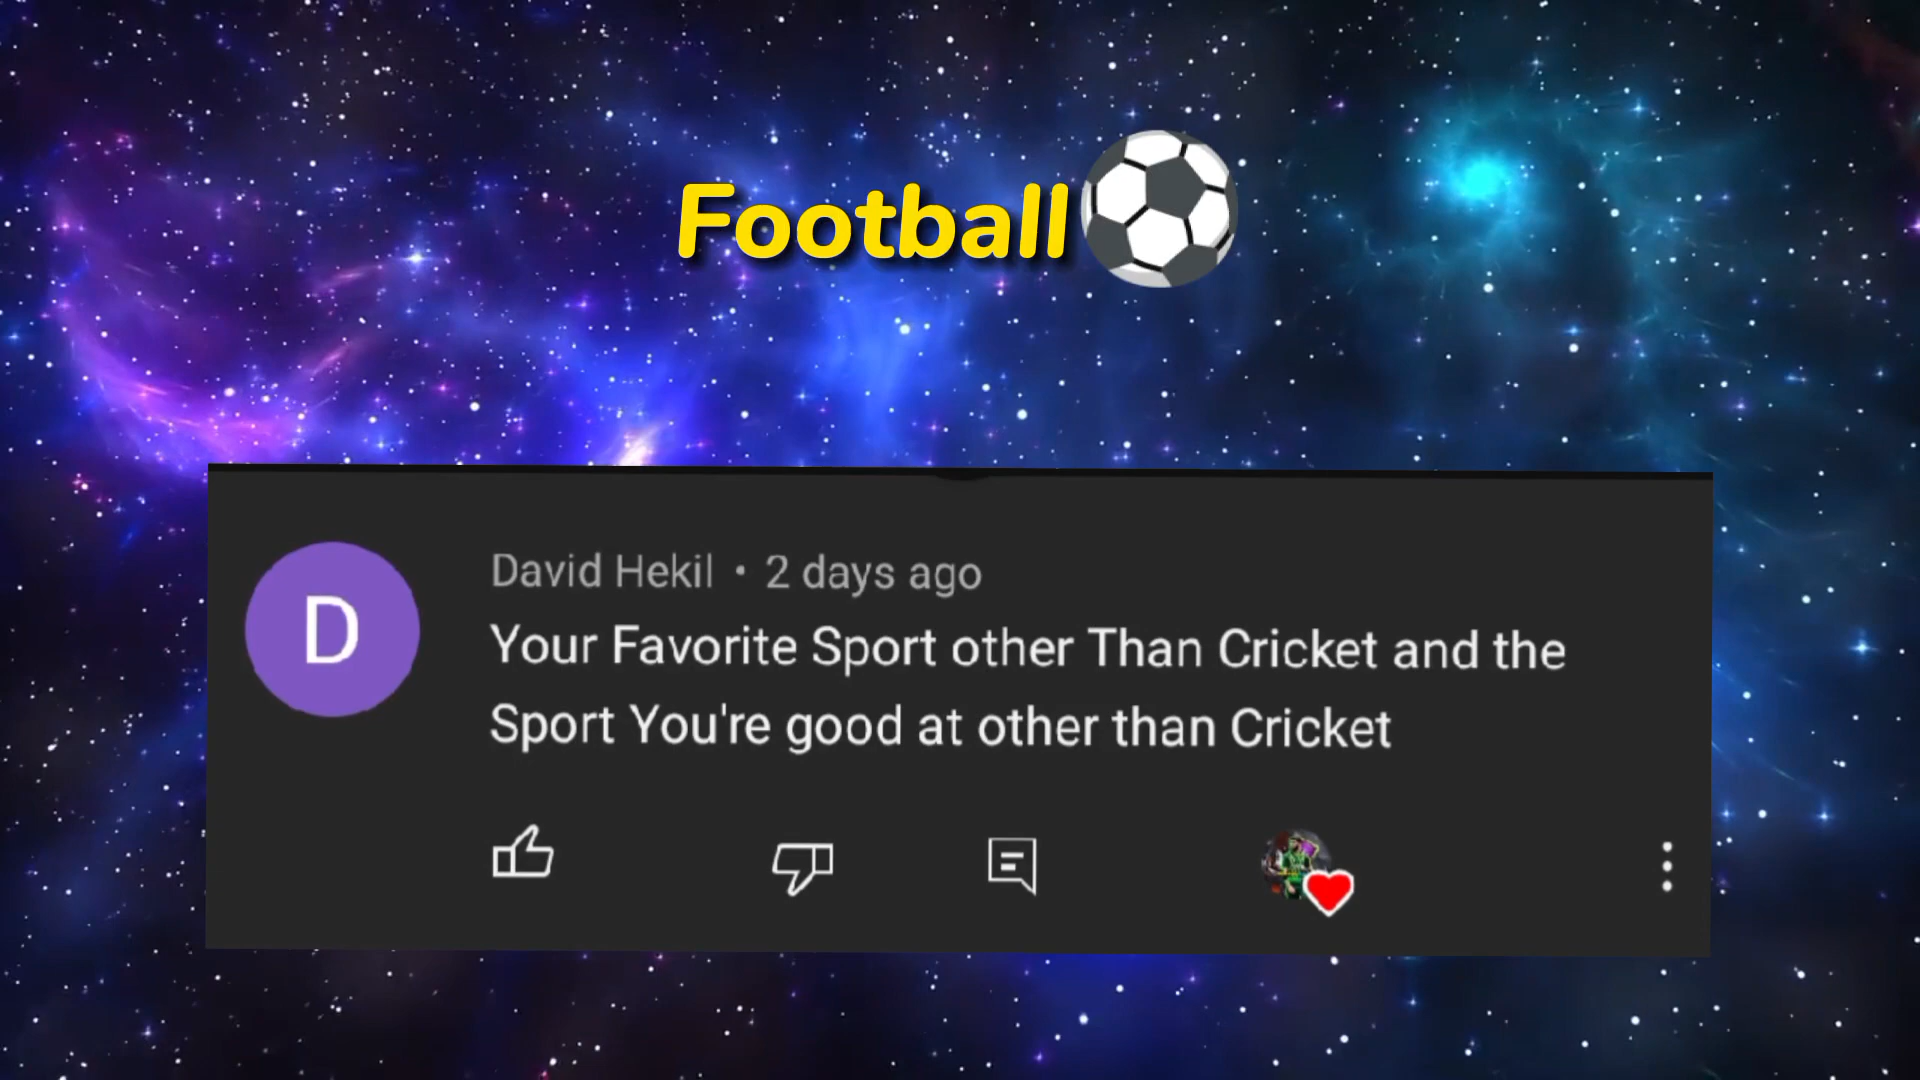 Football
D
David Hekil • 2 days ago
Your Favorite Sport other Than Cricket and the
Sport You're good at other than Cricket